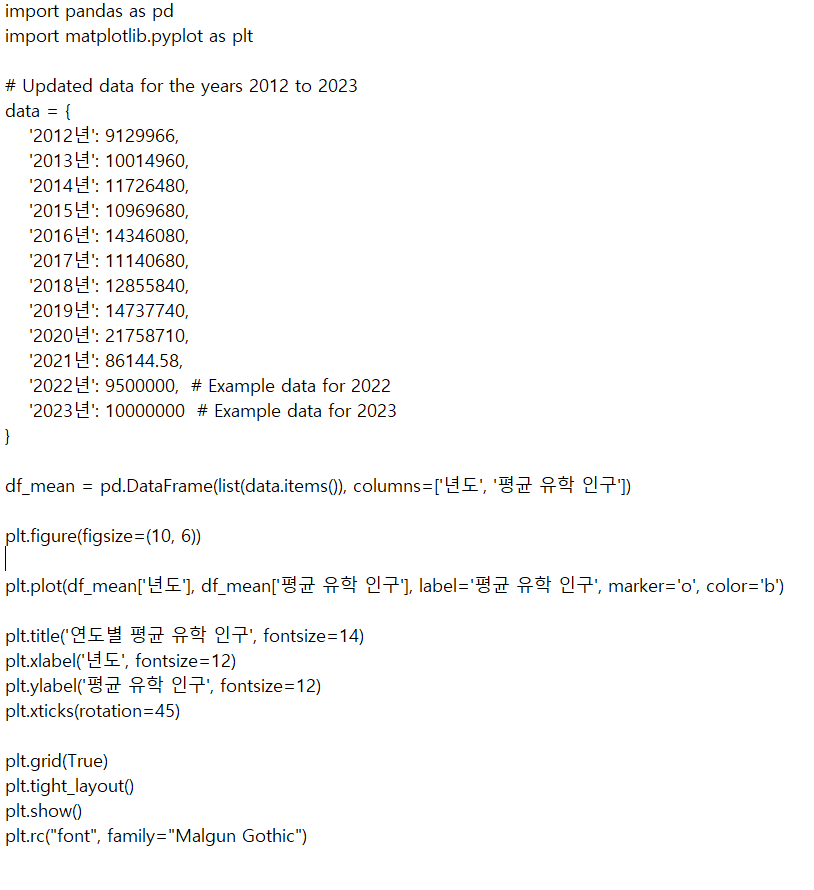 import pandas as pd
import matplotlib.pyplot as plt

# Updated data for the years 2012 to 2023
data = {
    '2012년': 9129966,
    '2013년': 10014960,
    '2014년': 11726480,
    '2015년': 10969680,
    '2016년': 14346080,
    '2017년': 11140680,
    '2018년': 12855840,
    '2019년': 14737740,
    '2020년': 21758710,
    '2021년': 86144.58,
    '2022년': 9500000,  # Example data for 2022
    '2023년': 10000000  # Example data for 2023
}

df_mean = pd.DataFrame(list(data.items()), columns=['년도', '평균 유학 인구'])

plt.figure(figsize=(10, 6))

plt.plot(df_mean['년도'], df_mean['평균 유학 인구'], label='평균 유학 인구', marker='o', color='b')

plt.title('연도별 평균 유학 인구', fontsize=14)
plt.xlabel('년도', fontsize=12)
plt.ylabel('평균 유학 인구', fontsize=12)
plt.xticks(rotation=45)

plt.grid(True)
plt.tight_layout()
plt.show()
plt.rc("font", family="Malgun Gothic")